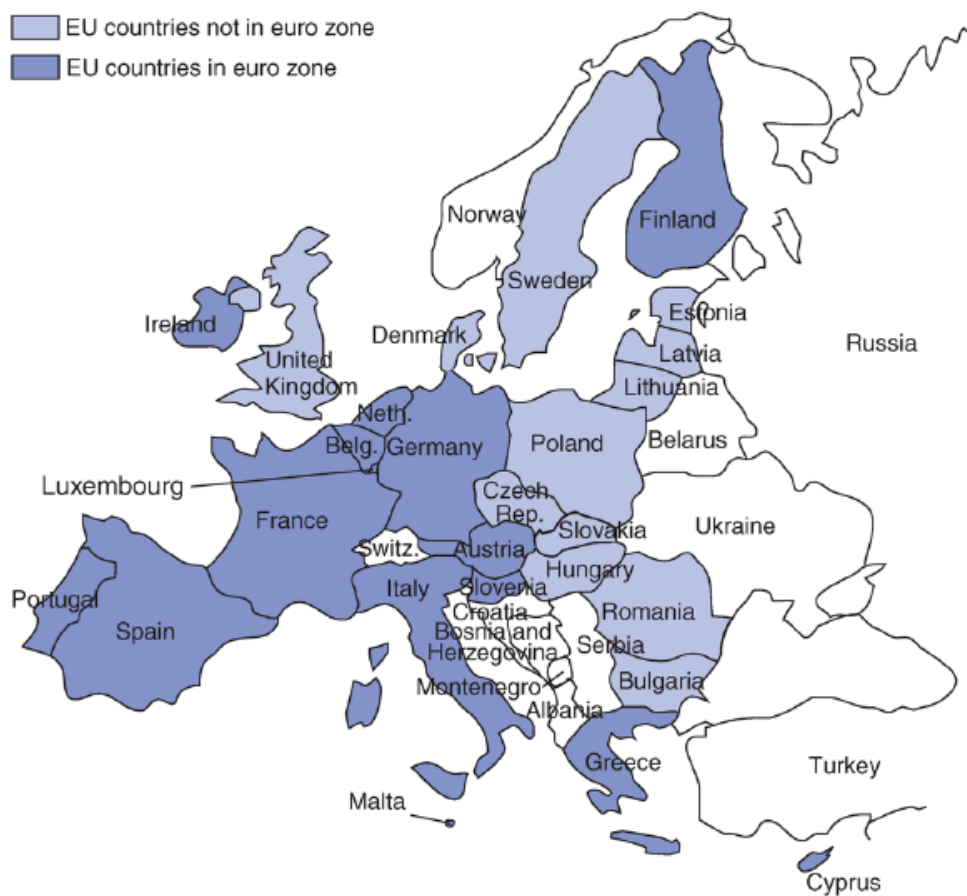 EU countries not in euro zone
EU countries in euro zone
Norway
Finland
Sweden
Estonia
Ireland
Denmark
Russia
Latvia
United
Kingdom
Lithuania
Neth.
Belg.
Germany
Poland
Belarus
Luxembourg
Czech.
Rep.
France
Ukraine
Slovakia
Switz.
Austria
Hungary
Italy
Slovenia
Portugal
Croatia
Romania
Spain
Bosnia and
Herzegovina
Serbia
Montenegro
Bulgaria
Albania
Greece
Turkey
Malta
Cyprus